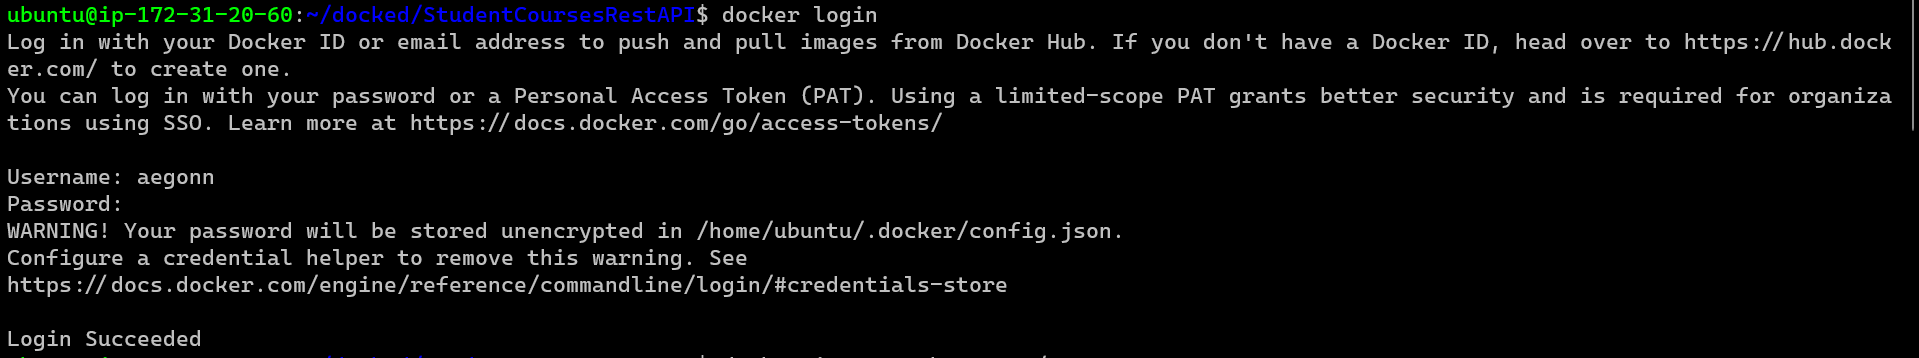 ubuntu@ip-172-31-20-60:~/docked/StudentCoursesRestAPI$ docker login
Log in with your Docker ID or email address to push and pull images from Docker Hub. If you don't have a Docker ID, head over to https://hub.dock
er.com/ to create one.
You can log in with your password or a Personal Access Token (PAT). Using a limited-scope PAT grants better security and is required for organiza
tions using SSO. Learn more at https://docs.docker.com/go/access-tokens/

Username: aegonn
Password:
WARNING! Your password will be stored unencrypted in /home/ubuntu/.docker/config.json.
Configure a credential helper to remove this warning. See
https://docs.docker.com/engine/reference/commandline/login/#credentials-store

Login Succeeded